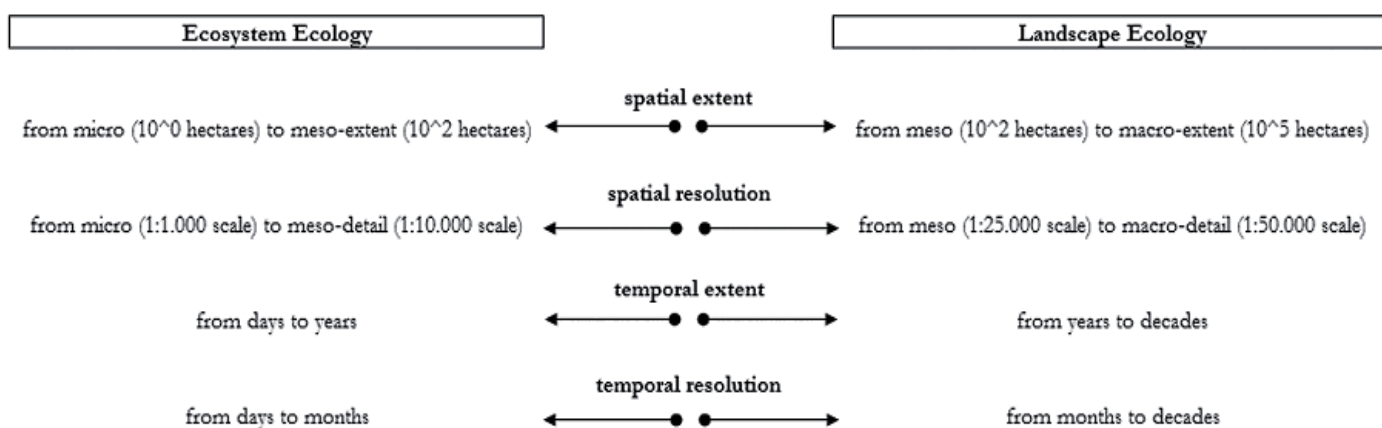 Ecosystem Ecology
Landscape Ecology
spatial extent
from micro (10^0 hectares) to meso-extent (10^2 hectares)
from meso (10^2 hectares) to macro-extent (10^5 hectares)
spatial resolution
from micro (1:1.000 scale) to meso-detail (1:10.000 scale)
from meso (1:25.000 scale) to macro-detail (1:50.000 scale)
temporal extent
from days to years
from years to decades
temporal resolution
from days to months
from months to decades